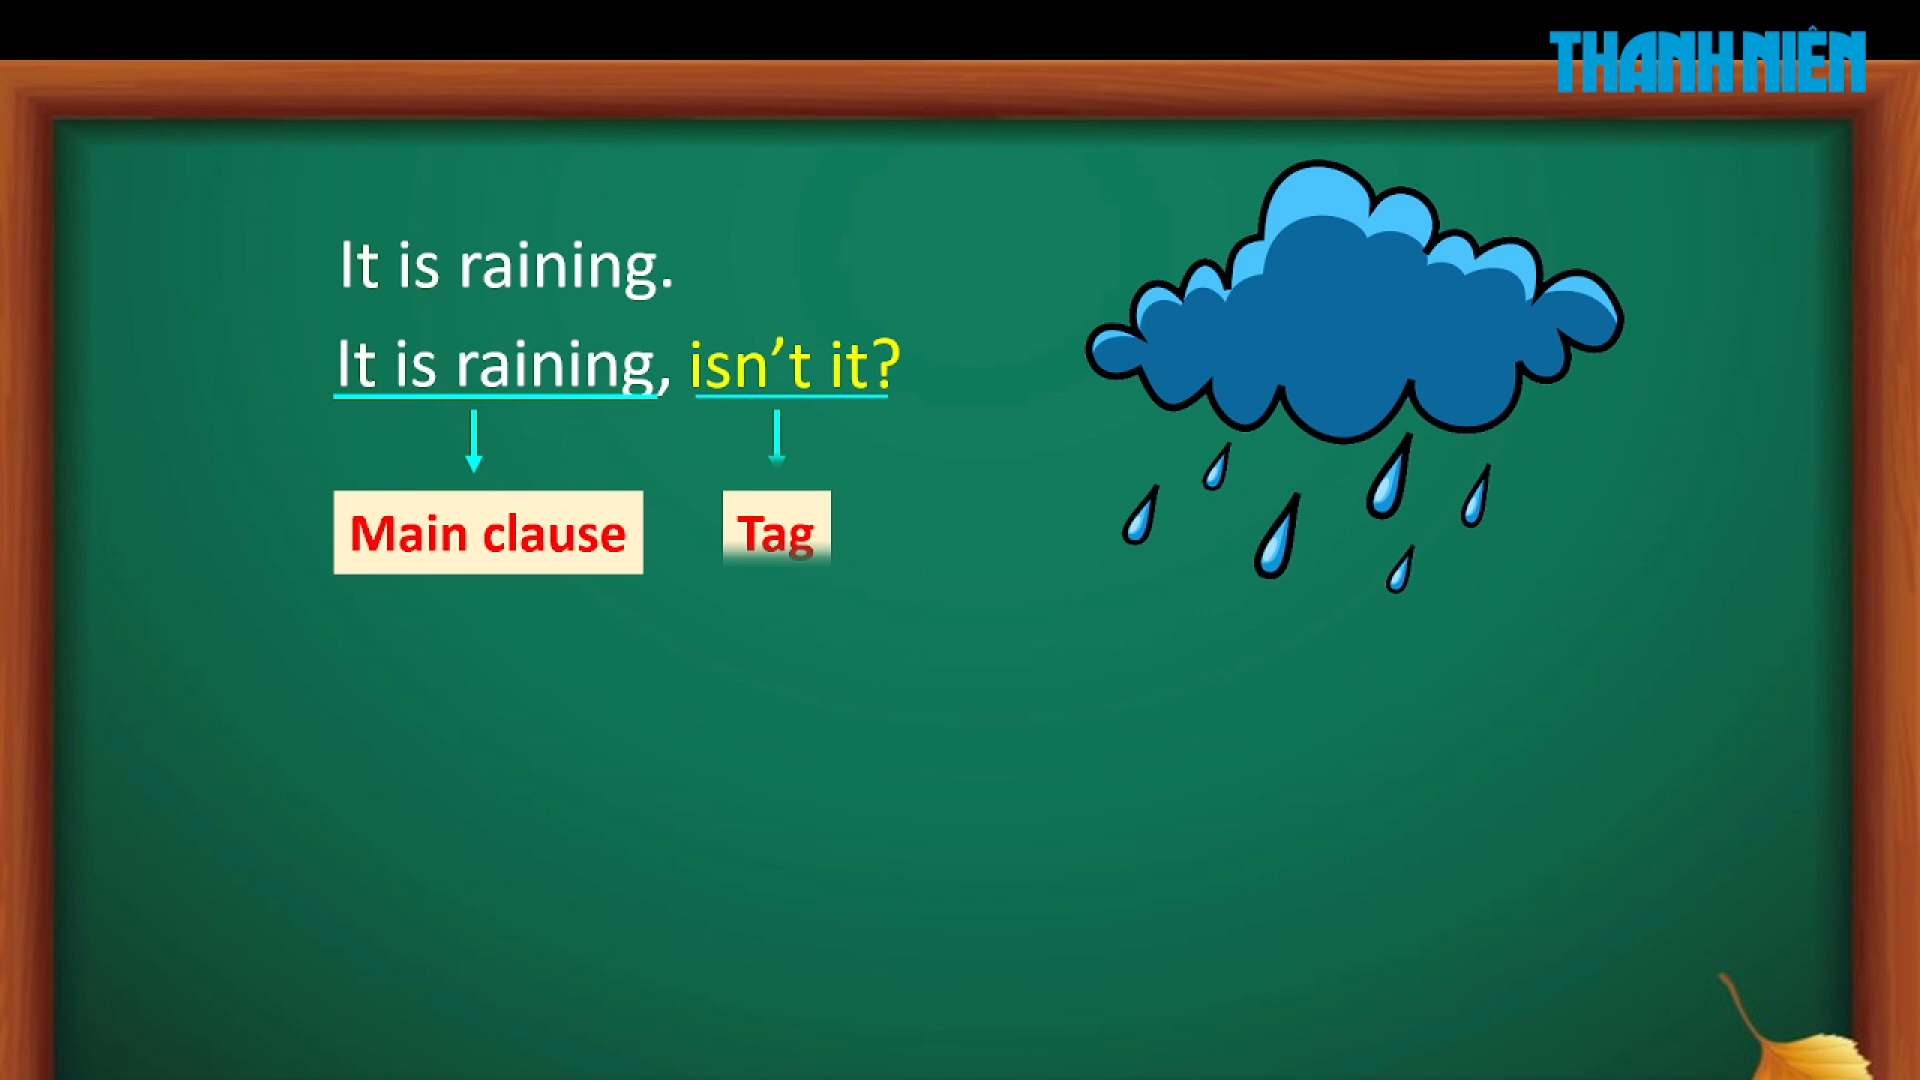 THANH NIÊN
It is raining.
It is raining, isn’t it?
Main clause
Tag